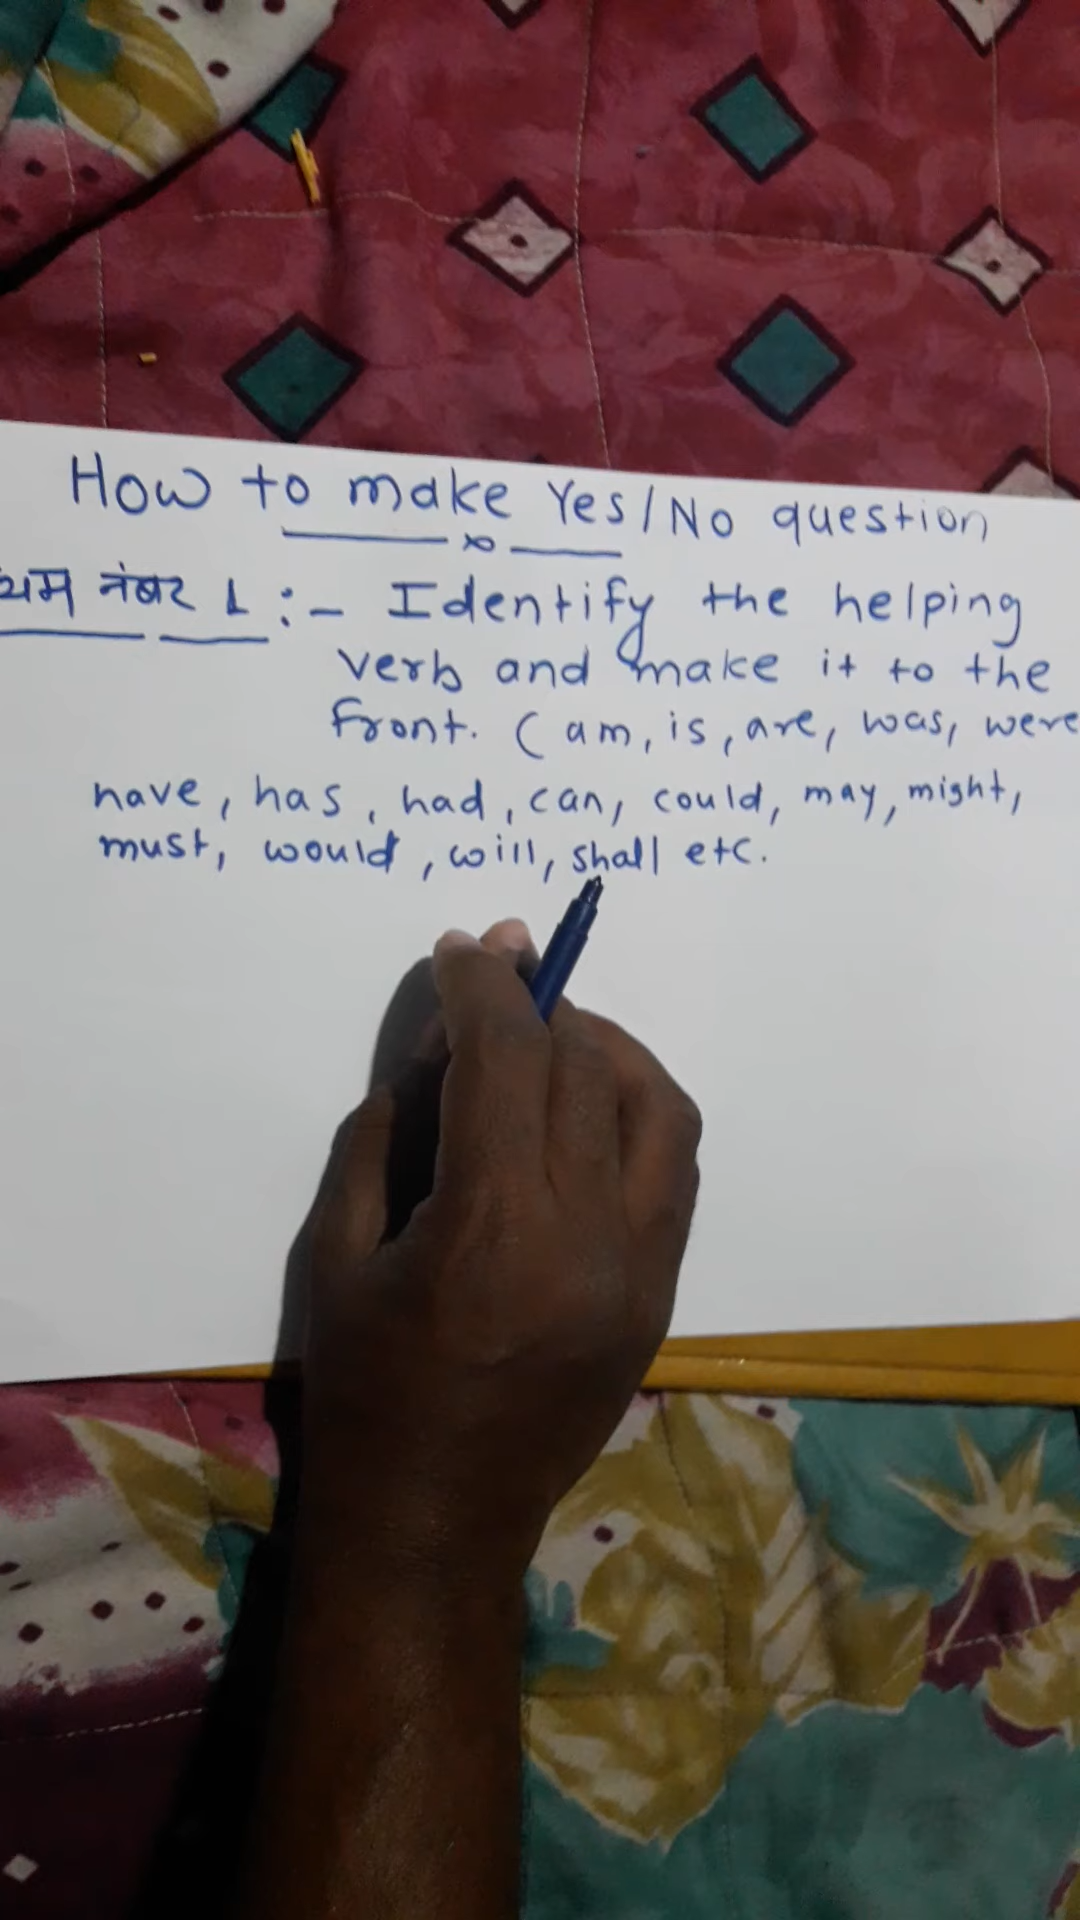 How to make Yes/No question
नंबर 1 :- Identify the helping
verb and make it to the
front. ( am, is, are, was, were
have, has, had, can, could, may, might,
must, would, will, shall etc.